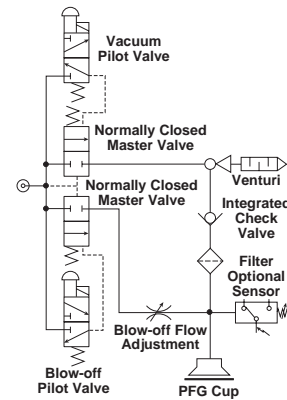 Vacuum
Pilot Valve
Normally Closed
Master Valve
Venturi
Normally Closed
Master Valve
Integrated
Check
Valve
Filter
Optional
Sensor
Blow-off Flow
Adjustment
Blow-off
Pilot Valve
PFG Cup